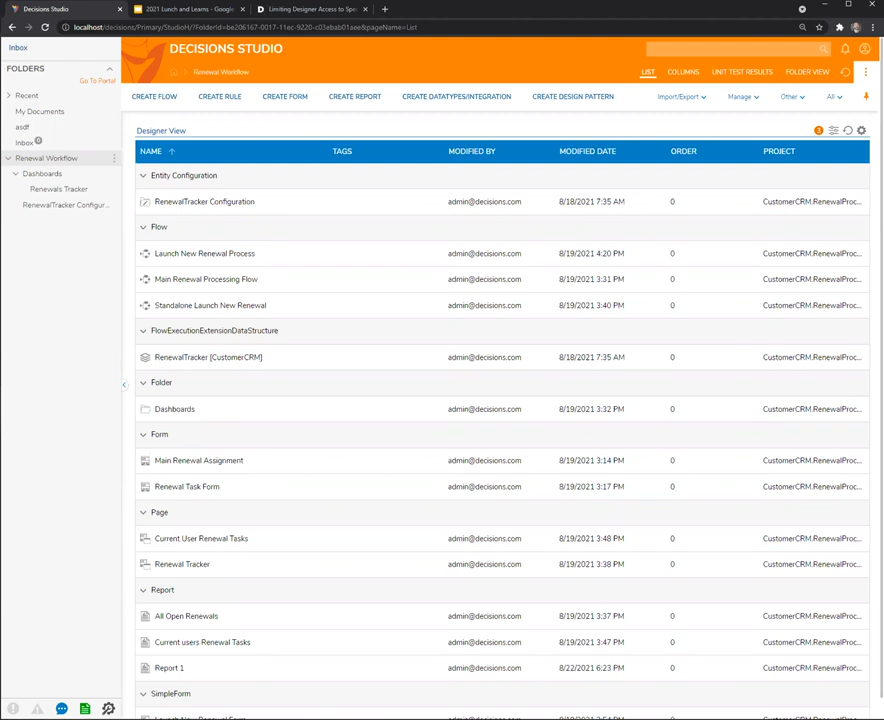 Decisions Studio
2021 Lunch and Learns - Google
Limiting Designer Access to Spe
localhost/decisions/Primary/StudioH/?FolderId=be206167-0017-11ec-9220-c03ebab01aee&pageName=List
Inbox
FOLDERS
Go To Portal
Recent
My Documents
asdf
Inbox 0
Renewal Workflow
Dashboards
Renewals Tracker
RenewalTracker Configur...
DECISIONS STUDIO
Renewal Workflow
LIST COLUMNS UNIT TEST RESULTS FOLDER VIEW
CREATE FLOW CREATE RULE CREATE FORM CREATE REPORT CREATE DATATYPES/INTEGRATION CREATE DESIGN PATTERN Import/Export Manage Other All
Designer View
3
NAME TAGS MODIFIED BY MODIFIED DATE ORDER PROJECT
Entity Configuration
RenewalTracker Configuration admin@decisions.com 8/18/2021 7:35 AM 0 CustomerCRM.RenewalProc...
Flow
Launch New Renewal Process admin@decisions.com 8/19/2021 4:20 PM 0 CustomerCRM.RenewalProc...
Main Renewal Processing Flow admin@decisions.com 8/19/2021 3:31 PM 0 CustomerCRM.RenewalProc...
Standalone Launch New Renewal admin@decisions.com 8/19/2021 3:40 PM 0 CustomerCRM.RenewalProc...
FlowExecutionExtensionDataStructure
RenewalTracker [CustomerCRM] admin@decisions.com 8/18/2021 7:35 AM 0 CustomerCRM.RenewalProc...
Folder
Dashboards admin@decisions.com 8/19/2021 3:32 PM 0 CustomerCRM.RenewalProc...
Form
Main Renewal Assignment admin@decisions.com 8/19/2021 3:14 PM 0 CustomerCRM.RenewalProc...
Renewal Task Form admin@decisions.com 8/19/2021 3:17 PM 0 CustomerCRM.RenewalProc...
Page
Current User Renewal Tasks admin@decisions.com 8/19/2021 3:48 PM 0 CustomerCRM.RenewalProc...
Renewal Tracker admin@decisions.com 8/19/2021 3:38 PM 0 CustomerCRM.RenewalProc...
Report
All Open Renewals admin@decisions.com 8/19/2021 3:37 PM 0 CustomerCRM.RenewalProc...
Current users Renewal Tasks admin@decisions.com 8/19/2021 3:47 PM 0 CustomerCRM.RenewalProc...
Report 1 admin@decisions.com 8/22/2021 6:23 PM 0 CustomerCRM.RenewalProc...
SimpleForm